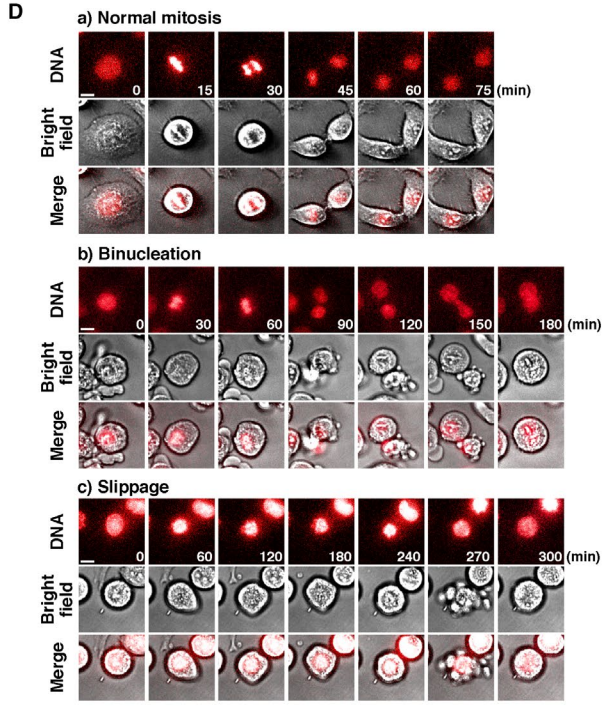 D
a) Normal mitosis
DNA
0 15 30 45 60 75 (min)
Bright
field
Merge
b) Binucleation
DNA
0 30 60 90 120 150 180 (min)
Bright
field
Merge
c) Slippage
DNA
0 60 120 180 240 270 300 (min)
Bright
field
Merge